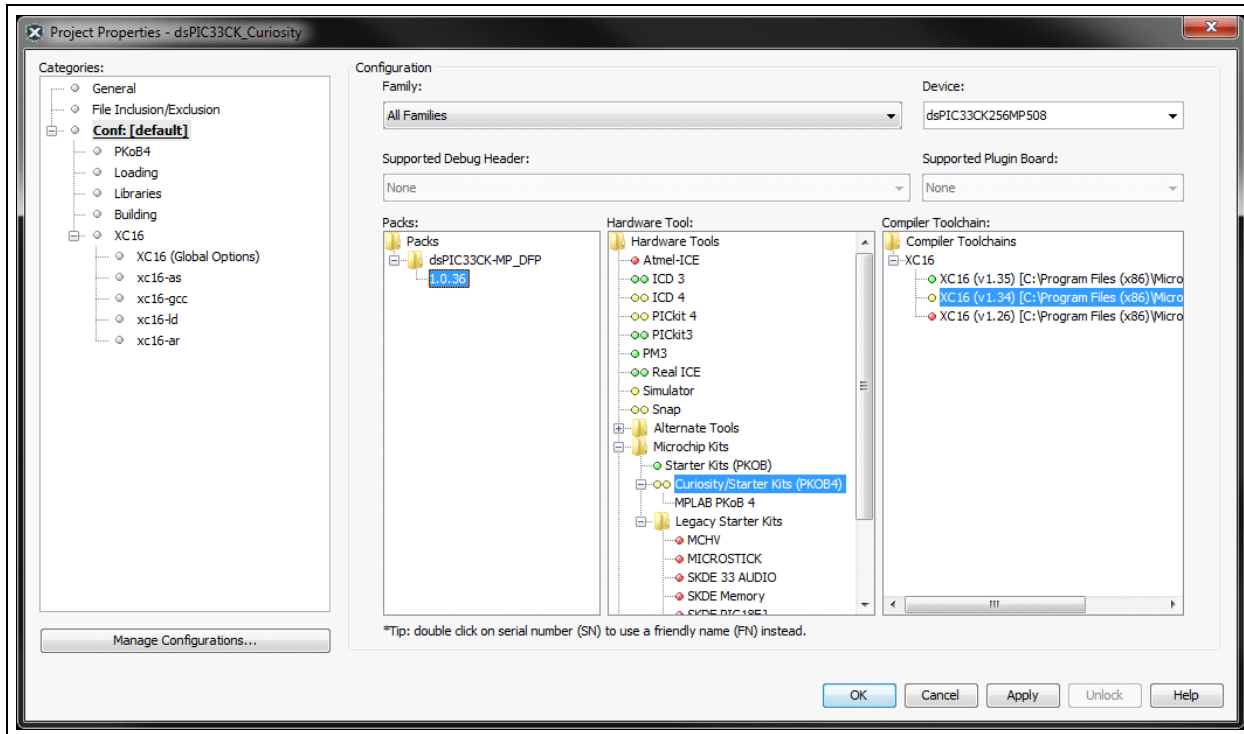 Project Properties - dsPIC33CK_Curiosity
Categories:
General
File Inclusion/Exclusion
Conf: [default]
PKoB4
Loading
Libraries
Building
XC16
XC16 (Global Options)
xc16-as
xc16-gcc
xc16-ld
xc16-ar
Manage Configurations...
Configuration
Family:
Device:
All Families
dsPIC33CK256MP508
Supported Debug Header:
Supported Plugin Board:
None
None
Packs:
Packs
dsPIC33CK-MP_DFP
1.0.36
Hardware Tool:
Hardware Tools
Atmel-ICE
ICD 3
ICD 4
PICkit 4
PICkit3
PM3
Real ICE
Simulator
Snap
Alternate Tools
Microchip Kits
Starter Kits (PKOB)
Curiosity/Starter Kits (PKOB4)
MPLAB PKoB 4
Legacy Starter Kits
MCHV
MICROSTICK
SKDE 33 AUDIO
SKDE Memory
SKDE PIC18FJ
Compiler Toolchain:
Compiler Toolchains
XC16
XC16 (v1.35) [C:\Program Files (x86)\Micro
XC16 (v1.34) [C:\Program Files (x86)\Micro
XC16 (v1.26) [C:\Program Files (x86)\Micro
*Tip: double click on serial number (SN) to use a friendly name (FN) instead.
OK
Cancel
Apply
Unlock
Help